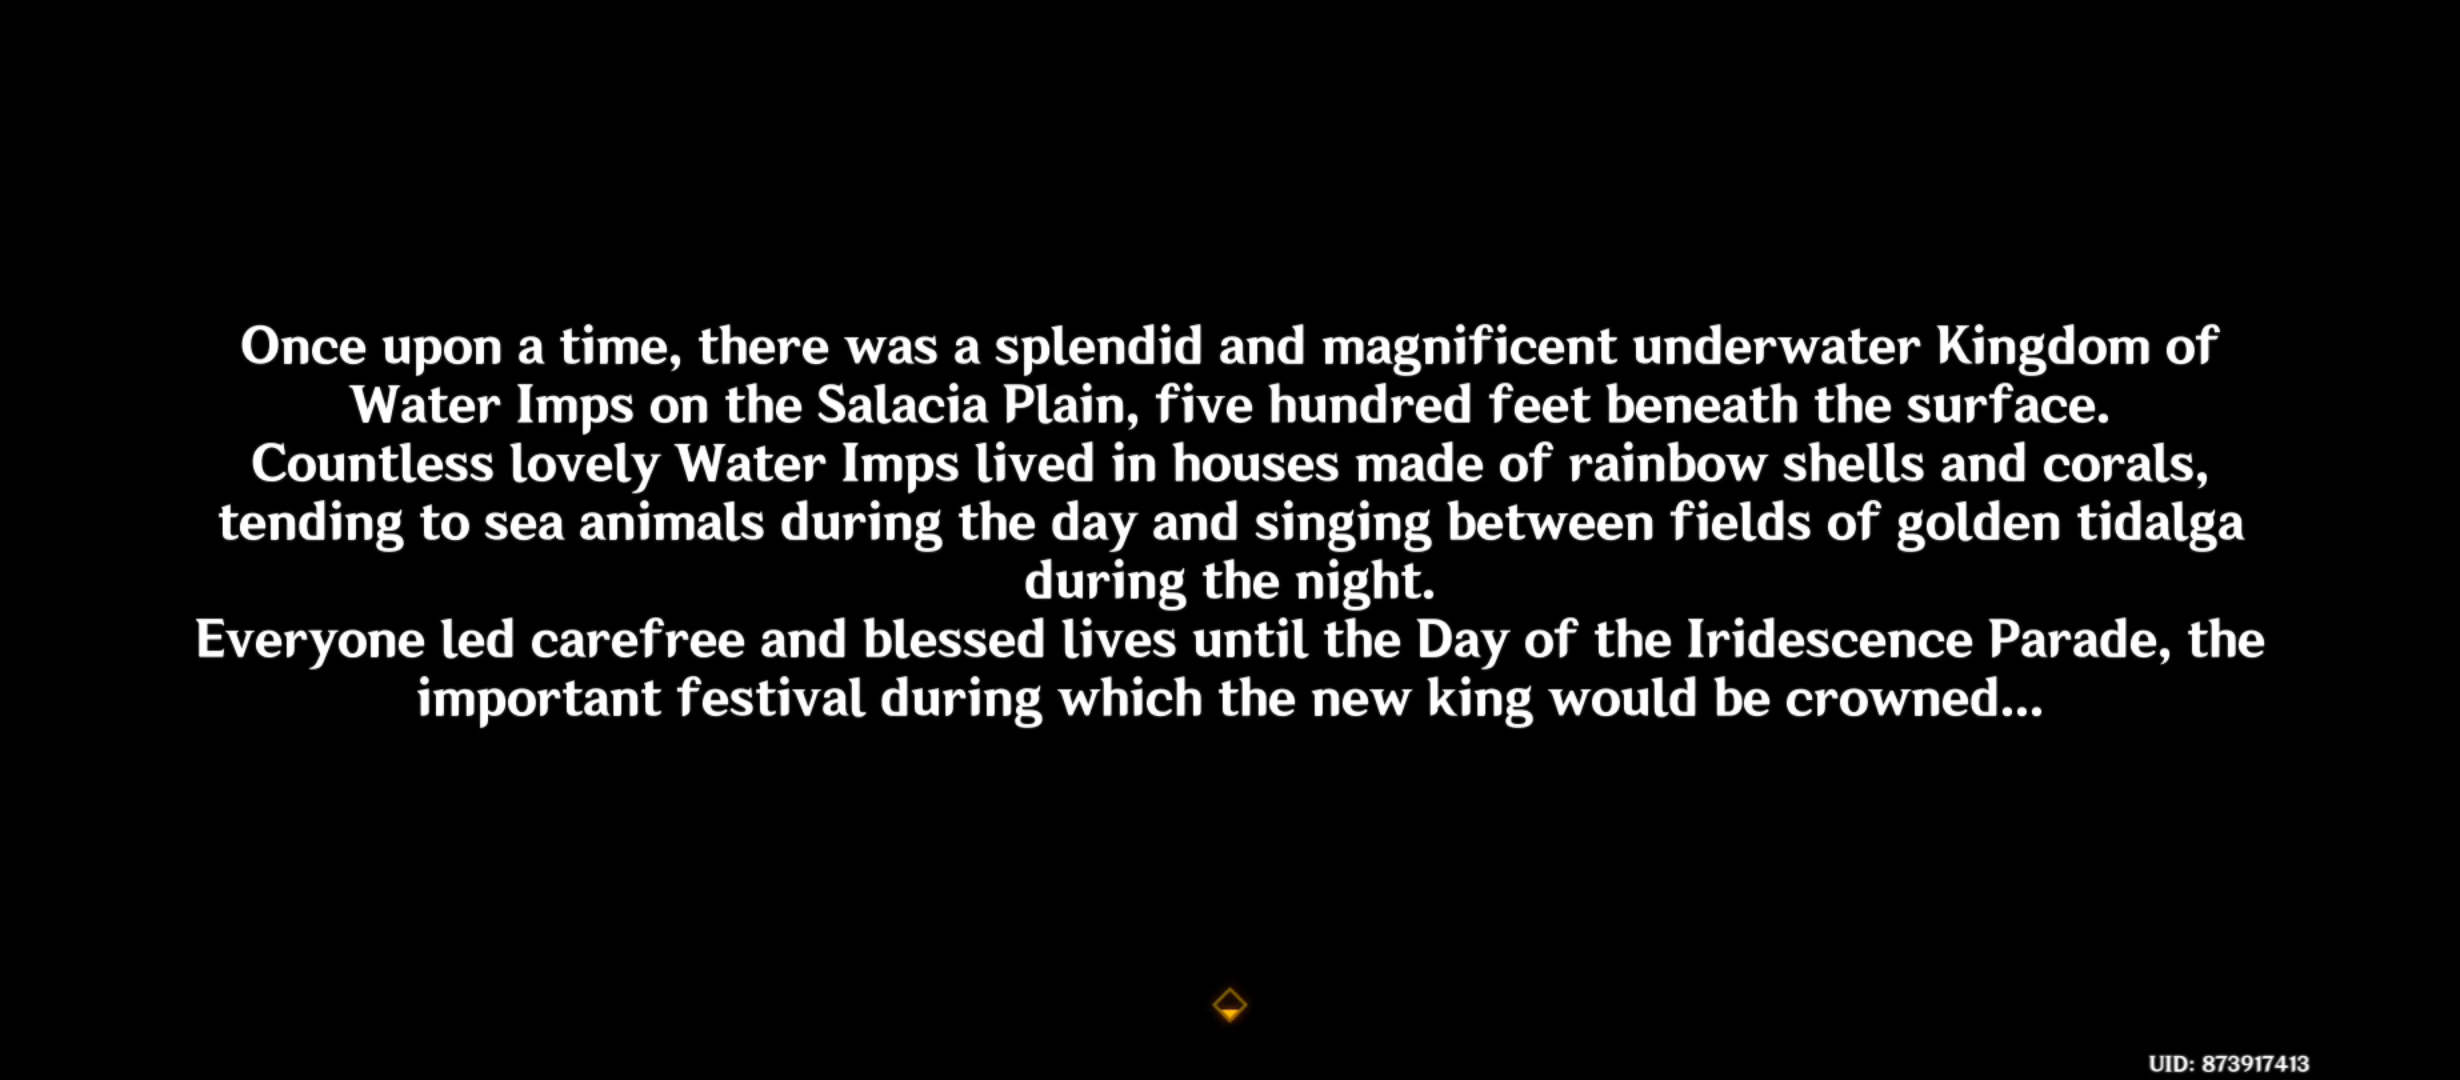 Once upon a time, there was a splendid and magnificent underwater Kingdom of
Water Imps on the Salacia Plain, five hundred feet beneath the surface.
Countless lovely Water Imps lived in houses made of rainbow shells and corals,
tending to sea animals during the day and singing between fields of golden tidalga
during the night.
Everyone led carefree and blessed lives until the Day of the Iridescence Parade, the
important festival during which the new king would be crowned...
UID: 873917413